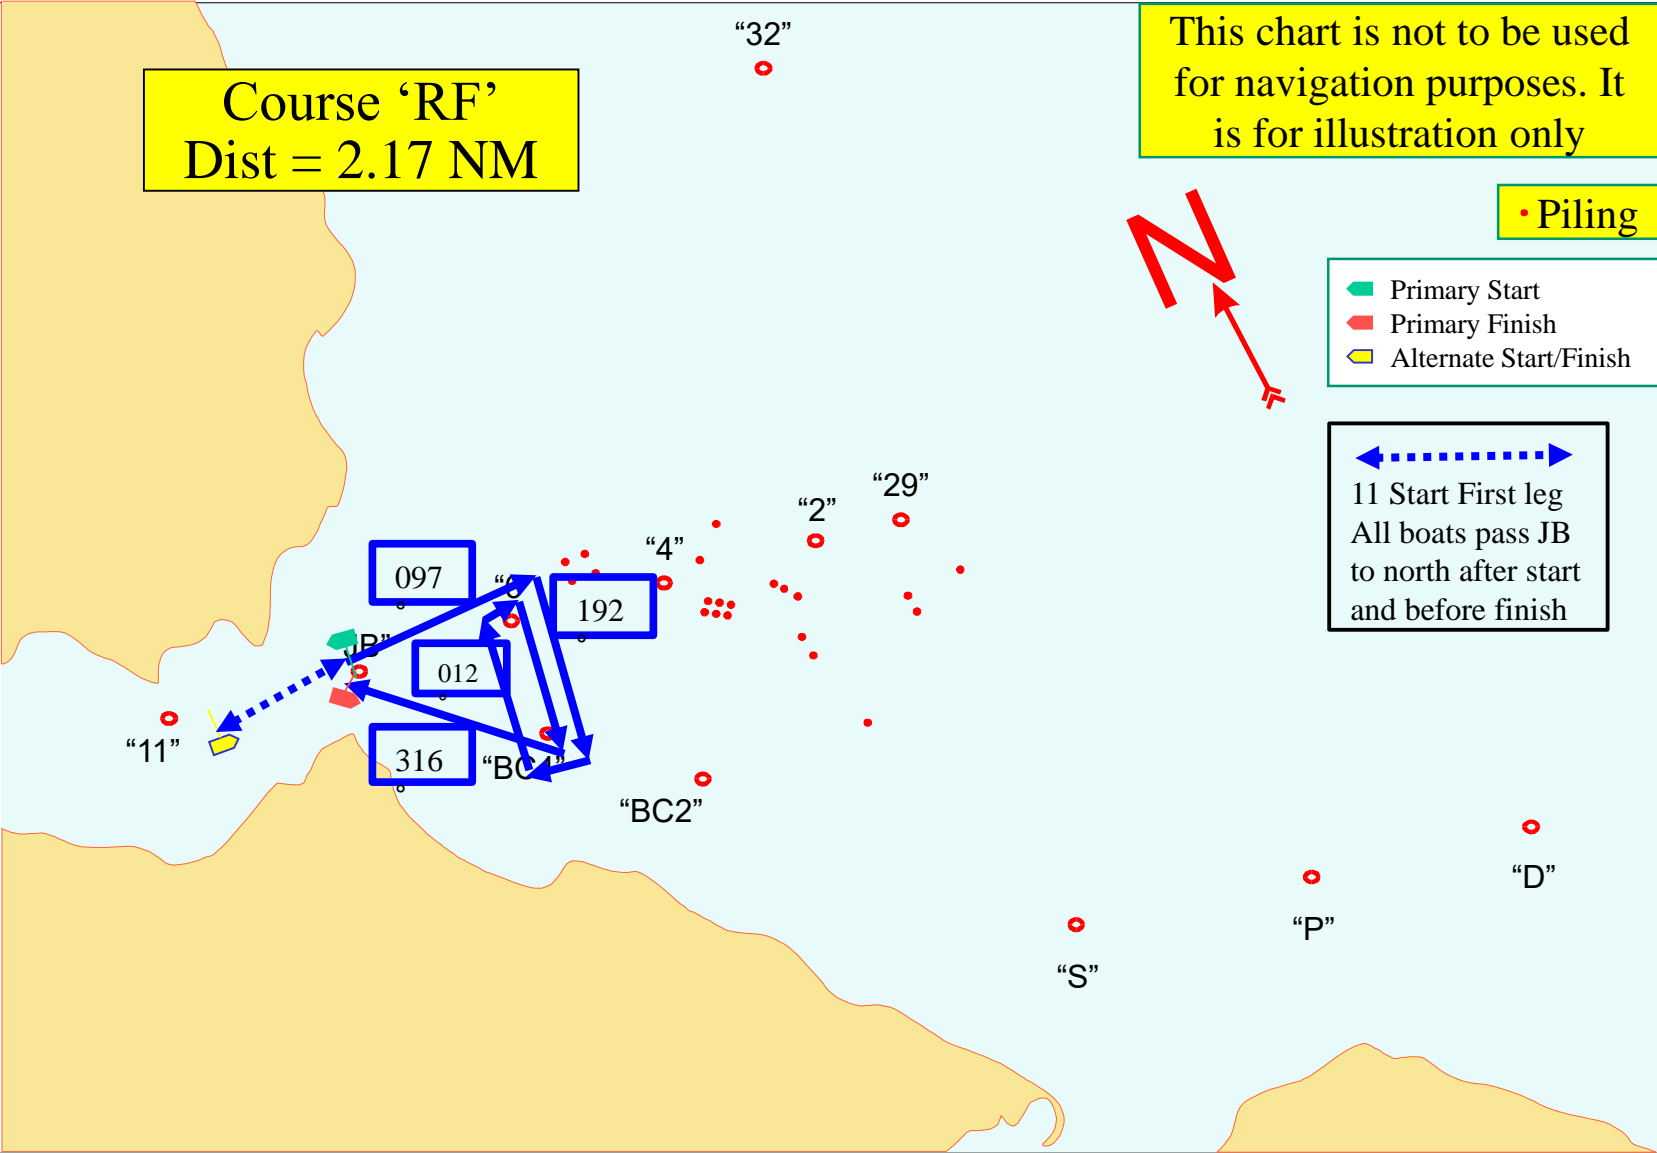 “32”
This chart is not to be used
for navigation purposes. It
is for illustration only
Course ‘RF’
Dist = 2.17 NM
N
• Piling
Primary Start
Primary Finish
Alternate Start/Finish
11 Start First leg
All boats pass JB
to north after start
and before finish
“29”
“2”
“4”
097°
192°
JB”
012°
“11”
316°
“BC1”
“BC2”
“D”
“P”
“S”